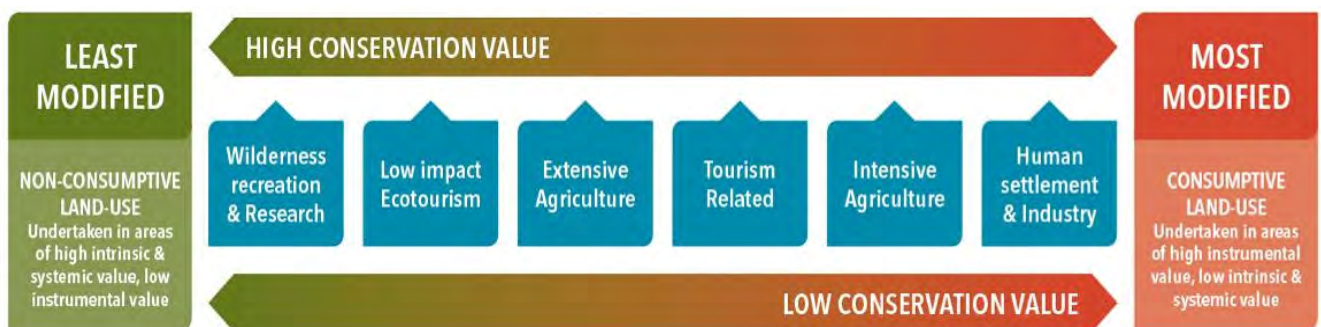 LEAST
MODIFIED
NON-CONSUMPTIVE
LAND-USE
Undertaken in areas
of high intrinsic &
systemic value, low
instrumental value
HIGH CONSERVATION VALUE
Wilderness
recreation
& Research
Low impact
Ecotourism
Extensive
Agriculture
Tourism
Related
Intensive
Agriculture
Human
settlement
& Industry
LOW CONSERVATION VALUE
MOST
MODIFIED
CONSUMPTIVE
LAND-USE
Undertaken in areas
of high instrumental
value, low intrinsic &
systemic value